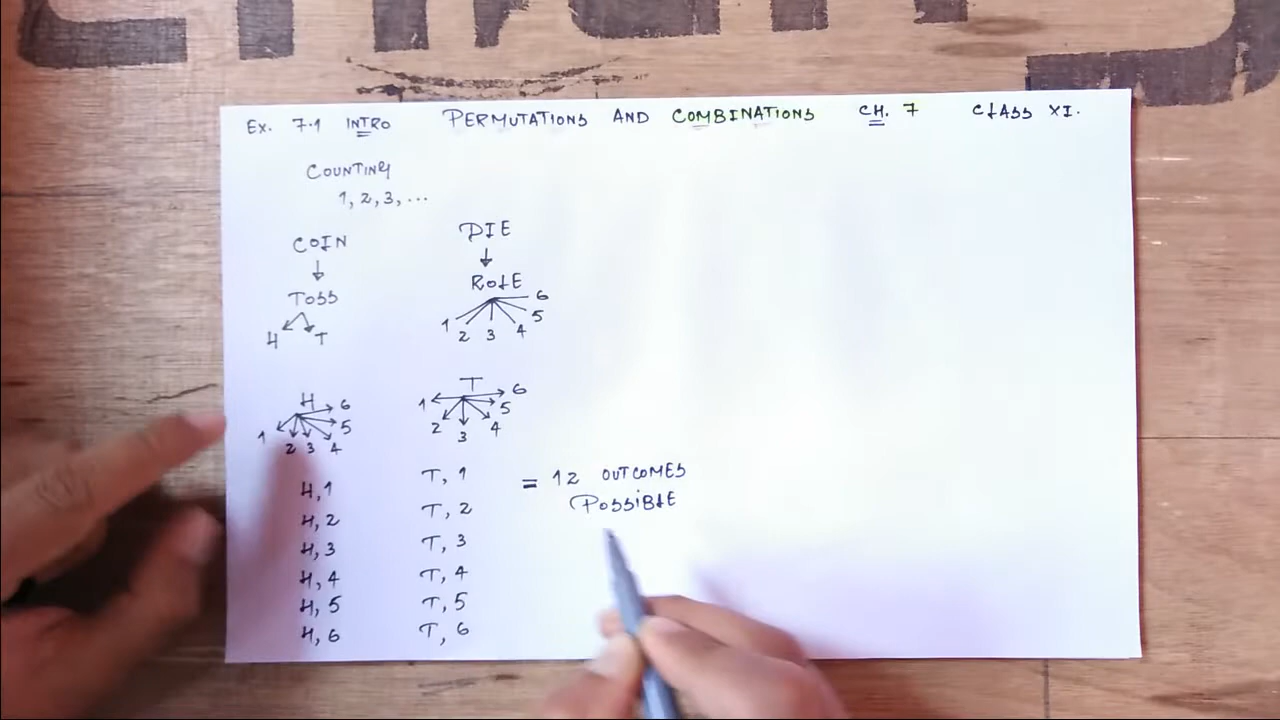 Ex. 7.1 INTRO PERMUTATIONS AND COMBINATIONS CH. 7 CLASS XI.
COUNTING
1, 2, 3, ...
COIN
TOSS
H T
DIE
ROLE
1 2 3 4 5 6
H
1 2 3 4 5 6
T
1 2 3 4 5 6
H, 1
H, 2
H, 3
H, 4
H, 5
H, 6
T, 1
T, 2
T, 3
T, 4
T, 5
T, 6
= 12 OUTCOMES
POSSIBLE